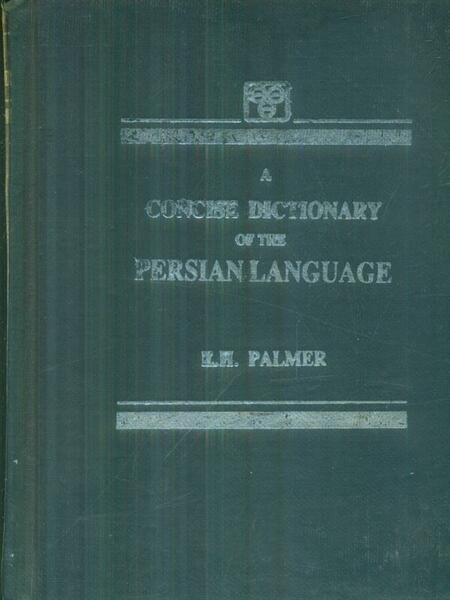 A
CONCISE DICTIONARY
OF THE
PERSIAN LANGUAGE
E.H. PALMER